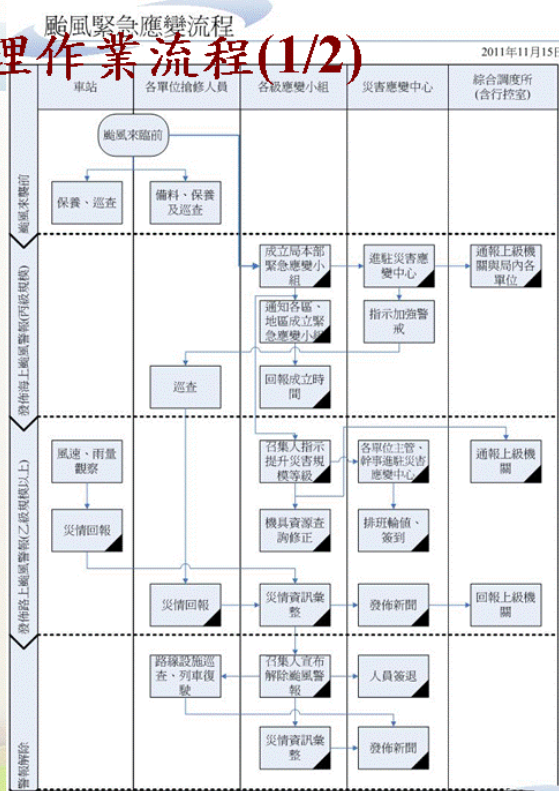 颱風緊急應變流程
理作業流程(1/2)
2011年11月15日
車站
各單位搶修人員
各級應變小組
災害應變中心
綜合調度所
(含行控室)
颱風來襲前
颱風來臨前
保養、巡查
備料、保養
及巡查
發佈海上颱風警報(丙級規模)
成立局本部
緊急應變小
組
進駐災害應
變中心
通報上級機
關與局內各
單位
通知各區、
地區成立緊
急應變小組
指示加強警
戒
巡查
回報成立時
間
發佈路上颱風警報(乙級規模以上)
風速、雨量
觀察
召集人指示
提升災害規
模等級
各單位主管、
幹事進駐災害
應變中心
通報上級機
關
災情回報
機具資源查
詢修正
排班輪值、
簽到
災情回報
災情資訊彙
整
發佈新聞
回報上級機
關
警報解除
路線設施巡
查、列車復
駛
召集人宣布
解除颱風警
報
人員簽退
災情資訊彙
整
發佈新聞